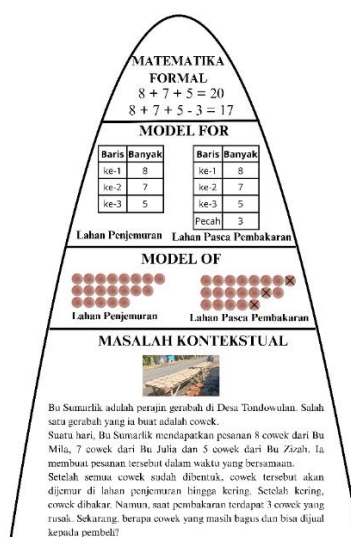 MATEMATIKA
FORMAL
8 + 7 + 5 = 20
8 + 7 + 5 - 3 = 17
MODEL FOR
Baris Banyak
ke-1 8
ke-2 7
ke-3 5
Lahan Penjemuran
Baris Banyak
ke-1 8
ke-2 7
ke-3 5
Pecah 3
Lahan Pasca Pembakaran
MODEL OF
Lahan Penjemuran
Lahan Pasca Pembakaran
MASALAH KONTEKSTUAL
Bu Sumarlik adalah perajin gerabah di Desa Tondowulan. Salah
satu gerabah yang ia buat adalah cowek.
Suatu hari, Bu Sumarlik mendapatkan pesanan 8 cowek dari Bu
Mila, 7 cowek dari Bu Julia dan 5 cowek dari Bu Zizah. Ia
membuat pesanan tersebut dalam waktu yang bersamaan.
Setelah semua cowek sudah dibentuk, cowek tersebut akan
dijemur di lahan penjemuran hingga kering. Setelah kering,
cowek dibakar. Namun, saat pembakaran terdapat 3 cowek yang
rusak. Sekarang, berapa cowek yang masih bagus dan bisa dijual
kepada pembeli?